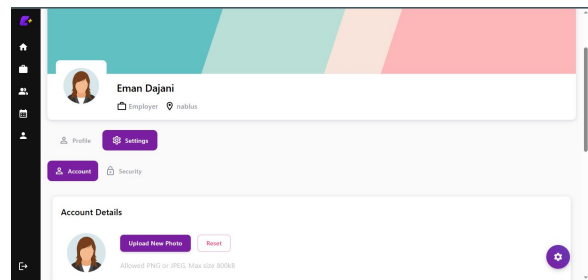 Eman Dajani
Employer nablus
Profile Settings
Account Security
Account Details
Upload New Photo Reset
Allowed PNG or JPEG. Max size 800kB